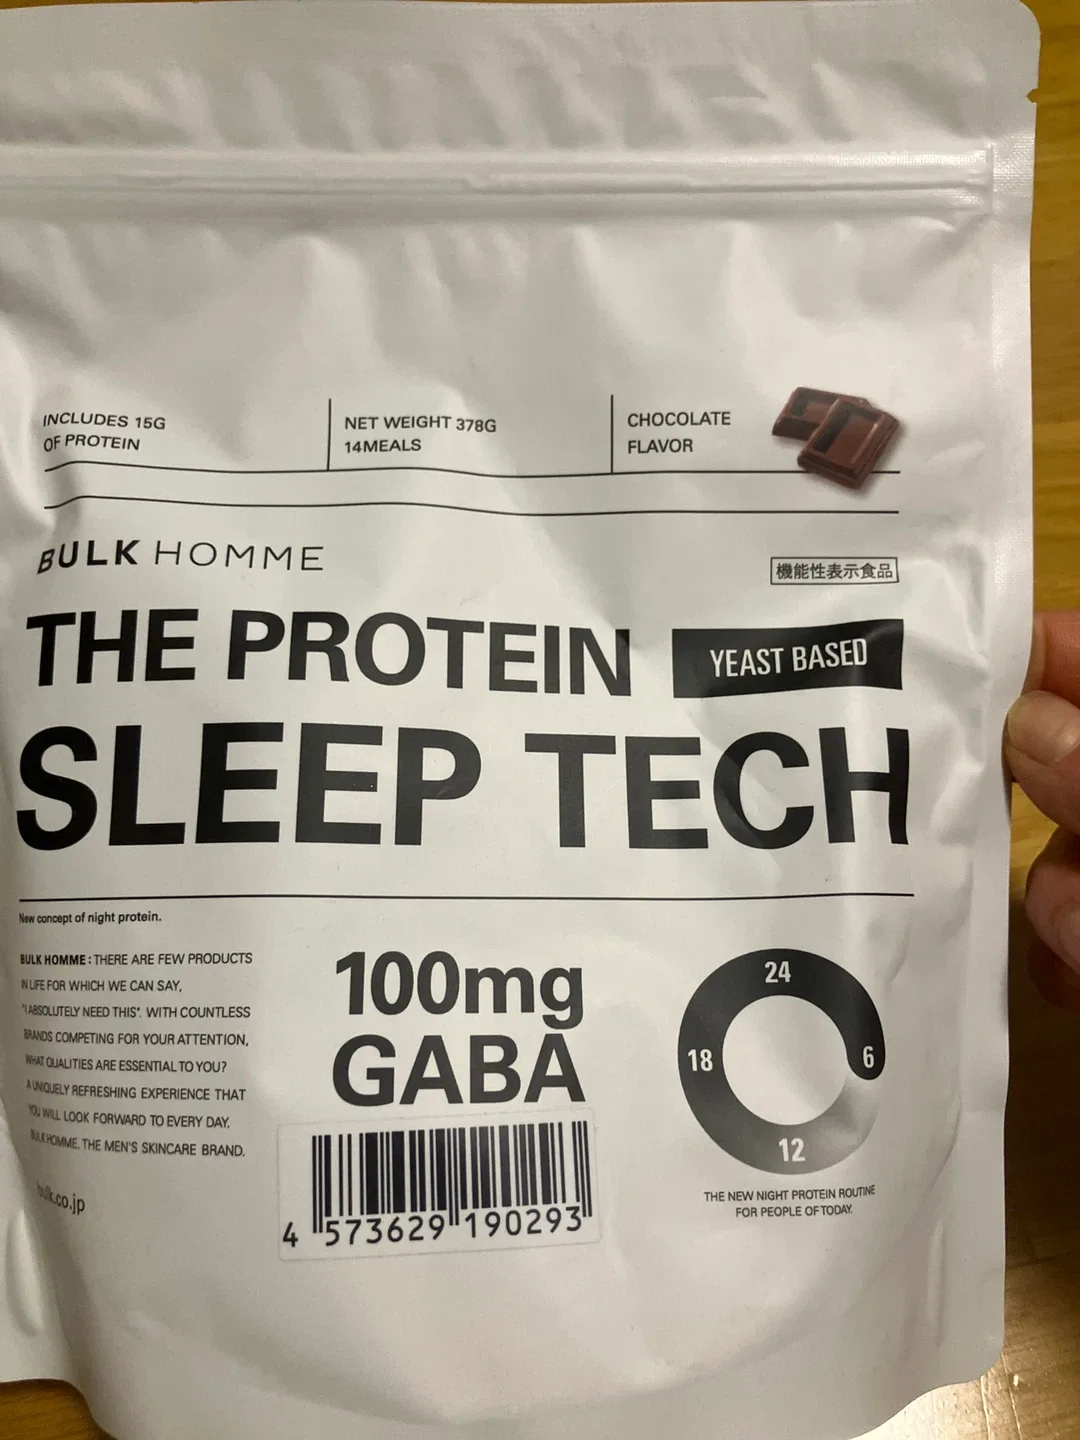 INCLUDES 15G
OF PROTEIN
NET WEIGHT 378G
14MEALS
CHOCOLATE
FLAVOR
BULK HOMME
機能性表示食品
THE PROTEIN
YEAST BASED
SLEEP TECH
New concept of night protein.
BULK HOMME : THERE ARE FEW PRODUCTS
IN LIFE FOR WHICH WE CAN SAY,
"I ABSOLUTELY NEED THIS". WITH COUNTLESS
BRANDS COMPETING FOR YOUR ATTENTION,
WHAT QUALITIES ARE ESSENTIAL TO YOU?
A UNIQUELY REFRESHING EXPERIENCE THAT
YOU WILL LOOK FORWARD TO EVERY DAY.
BULK HOMME. THE MEN'S SKINCARE BRAND.
bulk.co.jp
100mg
GABA
4 573629 190293
24
18
6
12
THE NEW NIGHT PROTEIN ROUTINE
FOR PEOPLE OF TODAY.